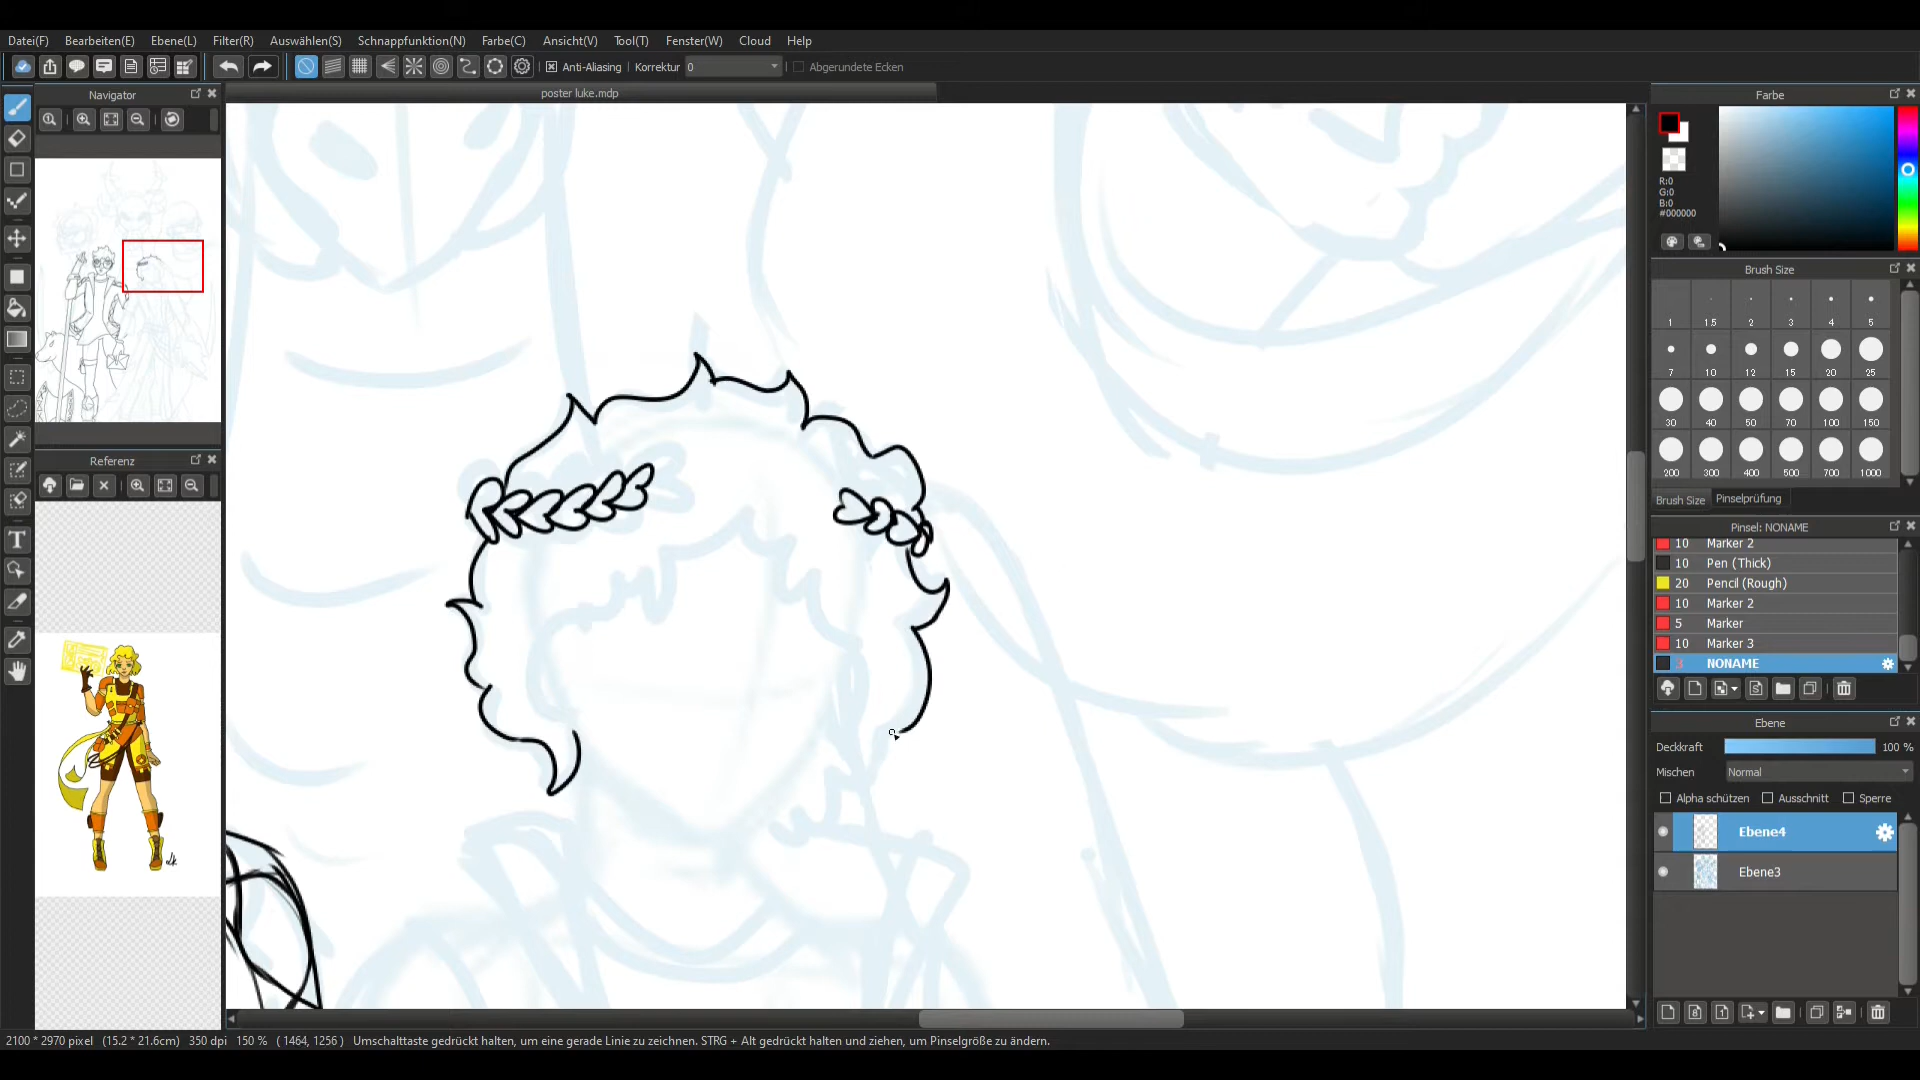 Datei(F) Bearbeiten(E) Ebene(L) Filter(R) Auswählen(S) Schnappfunktion(N) Farbe(C) Ansicht(V) Tool(T) Fenster(W) Cloud Help
Anti-Aliasing Korrektur 0 Abgerundete Ecken
Navigator
poster luke.mdp
Farbe
R:0
G:0
B:0
#000000
Brush Size
1 1.5 2 3 4 5
7 10 12 15 20 25
30 40 50 70 100 150
200 300 400 500 700 1000
Brush Size Pinselprüfung
Referenz
Pinsel: NONAME
10 Marker 2
10 Pen (Thick)
20 Pencil (Rough)
10 Marker 2
5 Marker
10 Marker 3
3 NONAME
Ebene
Deckkraft 100 %
Mischen Normal
Alpha schützen Ausschnitt Sperre
Ebene4
Ebene3
2100 * 2970 pixel (15.2 * 21.6cm) 350 dpi 150 % ( 1464, 1256 ) Umschalttaste gedrückt halten, um eine gerade Linie zu zeichnen. STRG + Alt gedrückt halten und ziehen, um Pinselgröße zu ändern.